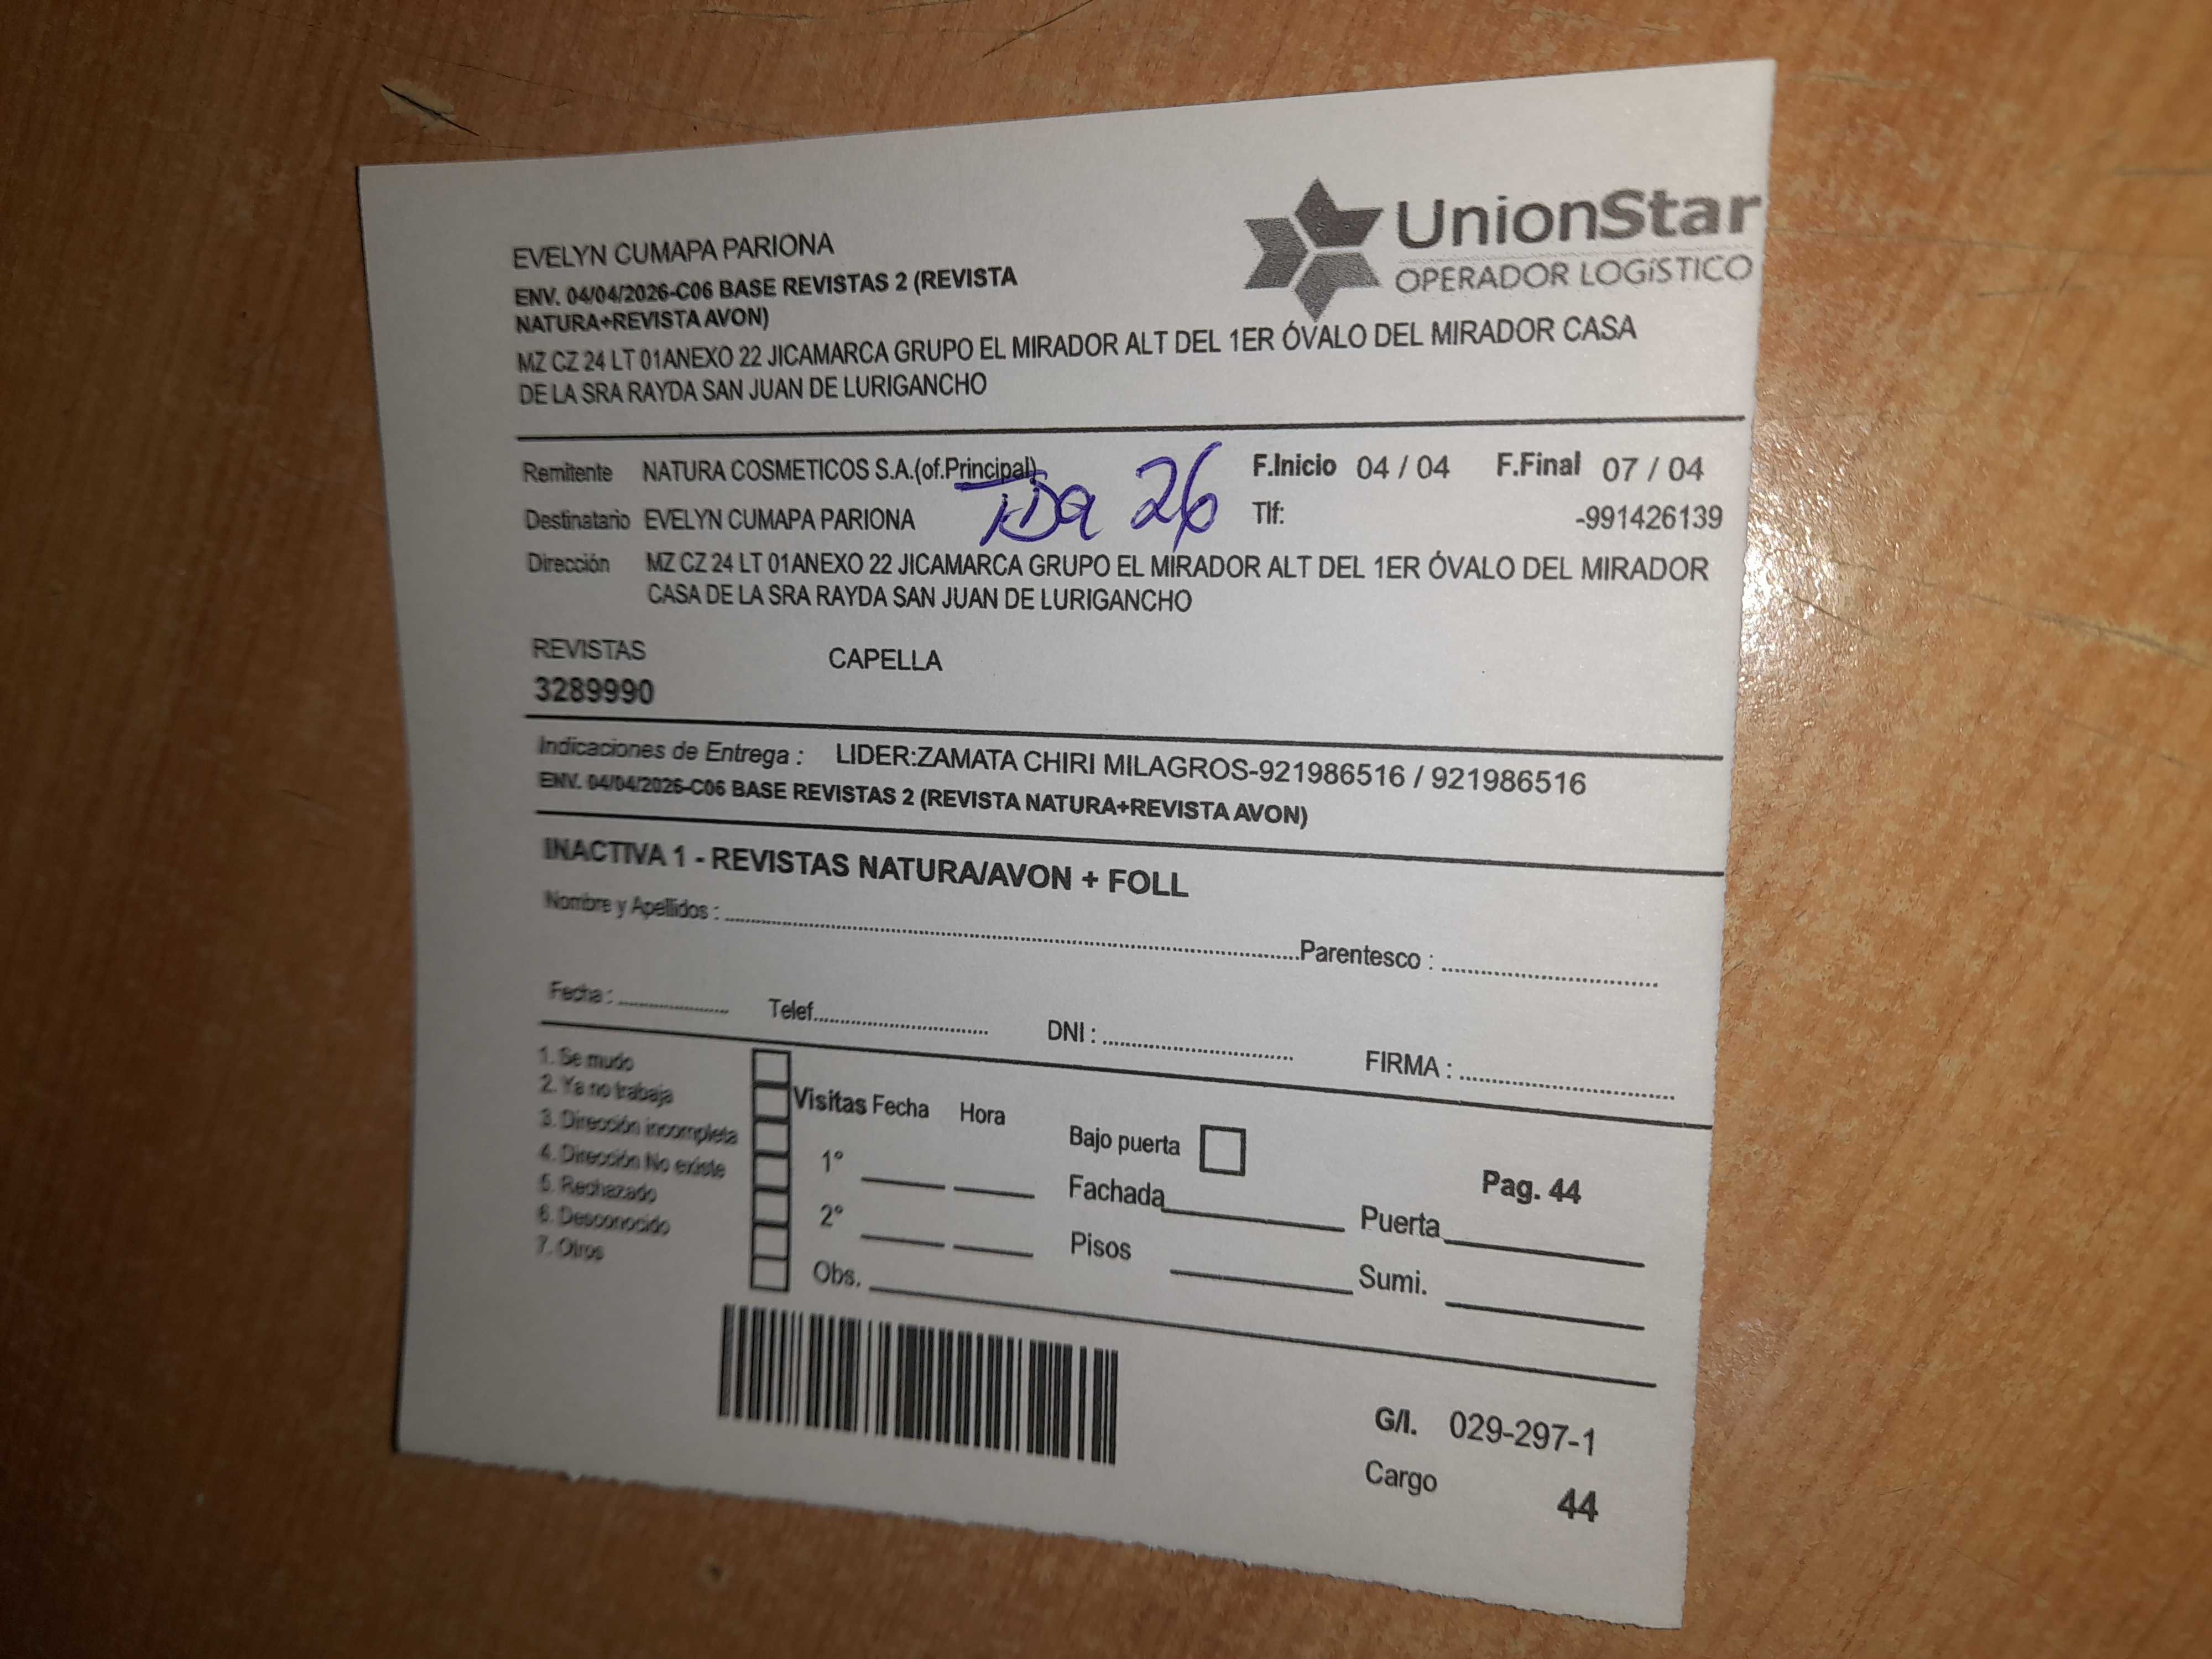 UnionStar
OPERADOR LOGÍSTICO
EVELYN CUMAPA PARIONA
ENV. 04/04/2026-C06 BASE REVISTAS 2 (REVISTA
NATURA+REVISTA AVON)
MZ CZ 24 LT 01ANEXO 22 JICAMARCA GRUPO EL MIRADOR ALT DEL 1ER ÓVALO DEL MIRADOR CASA
DE LA SRA RAYDA SAN JUAN DE LURIGANCHO
Remitente NATURA COSMETICOS S.A.(of.Principal) F.Inicio 04 / 04 F.Final 07 / 04
26
Destinatario EVELYN CUMAPA PARIONA Tlf: -991426139
Dirección MZ CZ 24 LT 01ANEXO 22 JICAMARCA GRUPO EL MIRADOR ALT DEL 1ER ÓVALO DEL MIRADOR
CASA DE LA SRA RAYDA SAN JUAN DE LURIGANCHO
REVISTAS CAPELLA
3289990
Indicaciones de Entrega : LIDER:ZAMATA CHIRI MILAGROS-921986516 / 921986516
ENV. 04/04/2026-C06 BASE REVISTAS 2 (REVISTA NATURA+REVISTA AVON)
INACTIVA 1 - REVISTAS NATURA/AVON + FOLL
Nombre y Apellidos : Parentesco :
Fecha : Telef. DNI : FIRMA :
1. Se mudo
2. Ya no trabaja
3. Dirección incompleta
4. Dirección No existe
5. Rechazado
6. Desconocido
7. Otros
Visitas Fecha Hora
1°
2°
Obs.
Bajo puerta
Fachada Puerta
Pisos Sumi.
Pag. 44
G/I. 029-297-1
Cargo 44